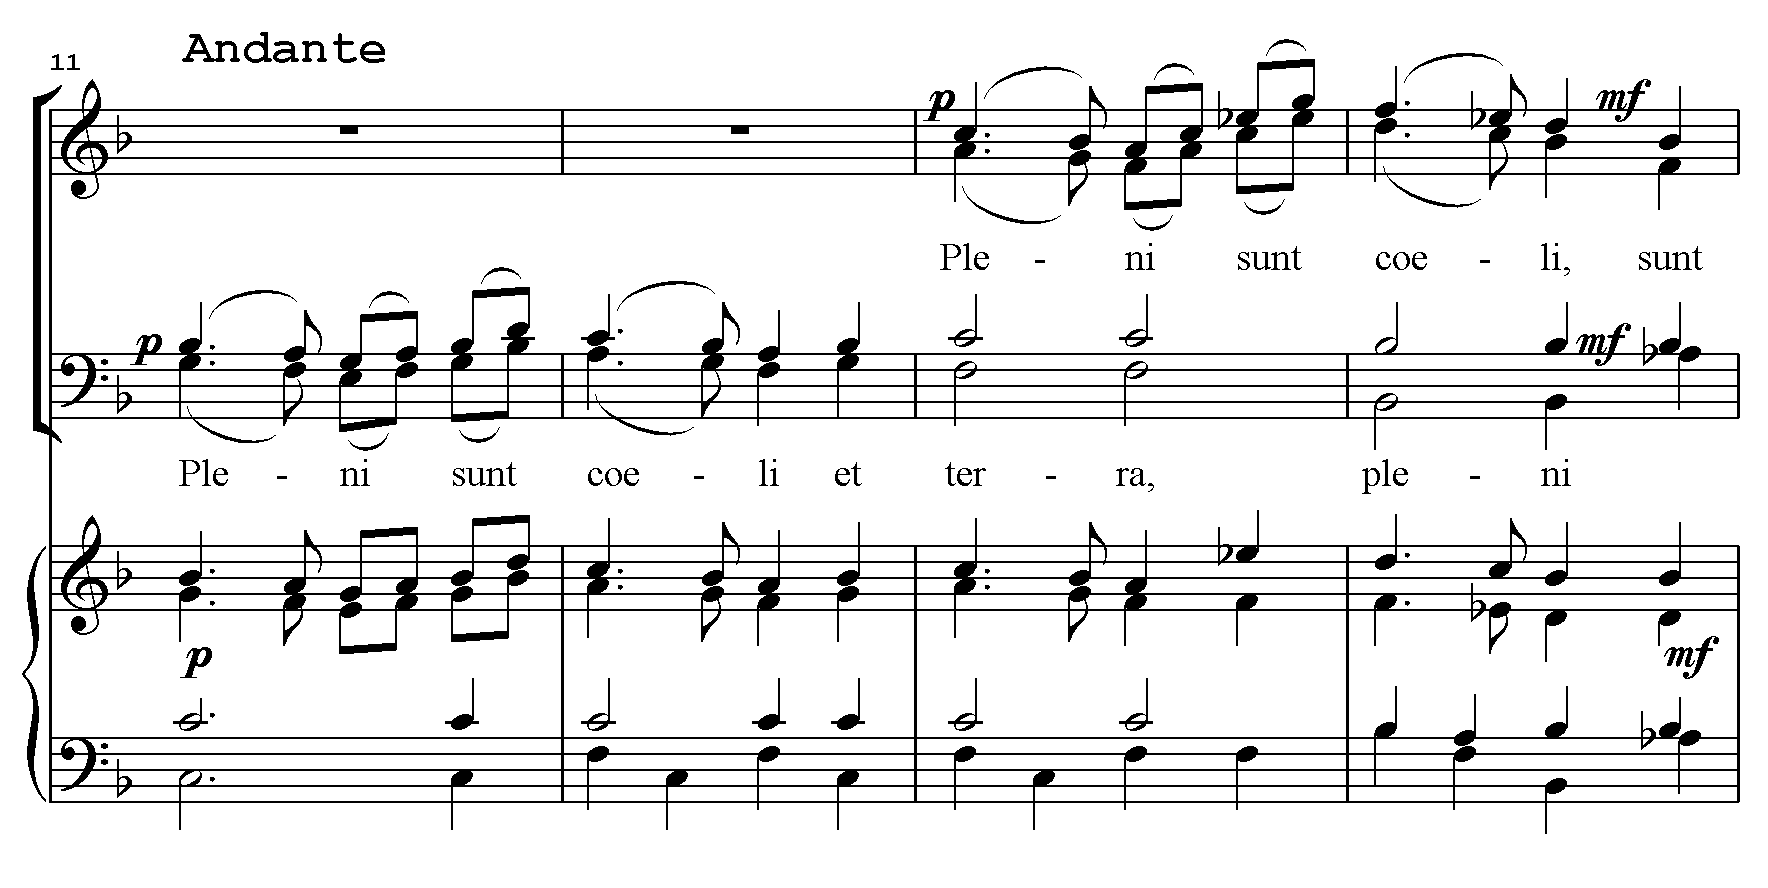 Andante
11
p
mf
Ple - ni sunt coe - li, sunt
p
mf
Ple - ni sunt coe - li et ter - ra, ple - ni
p
mf